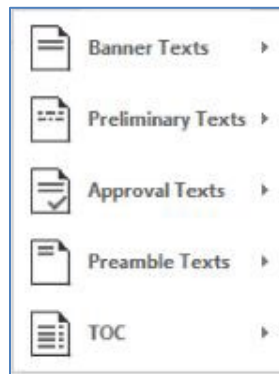 Banner Texts
Preliminary Texts
Approval Texts
Preamble Texts
TOC